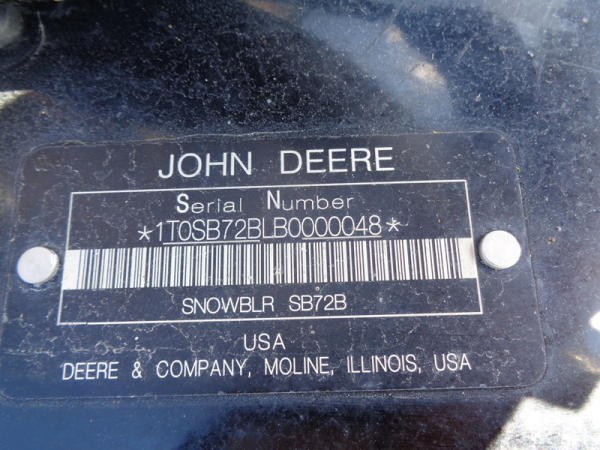 JOHN DEERE
Serial Number
*1T0SB72BLB0000048*
SNOWBLR SB72B
USA
DEERE & COMPANY, MOLINE, ILLINOIS, USA